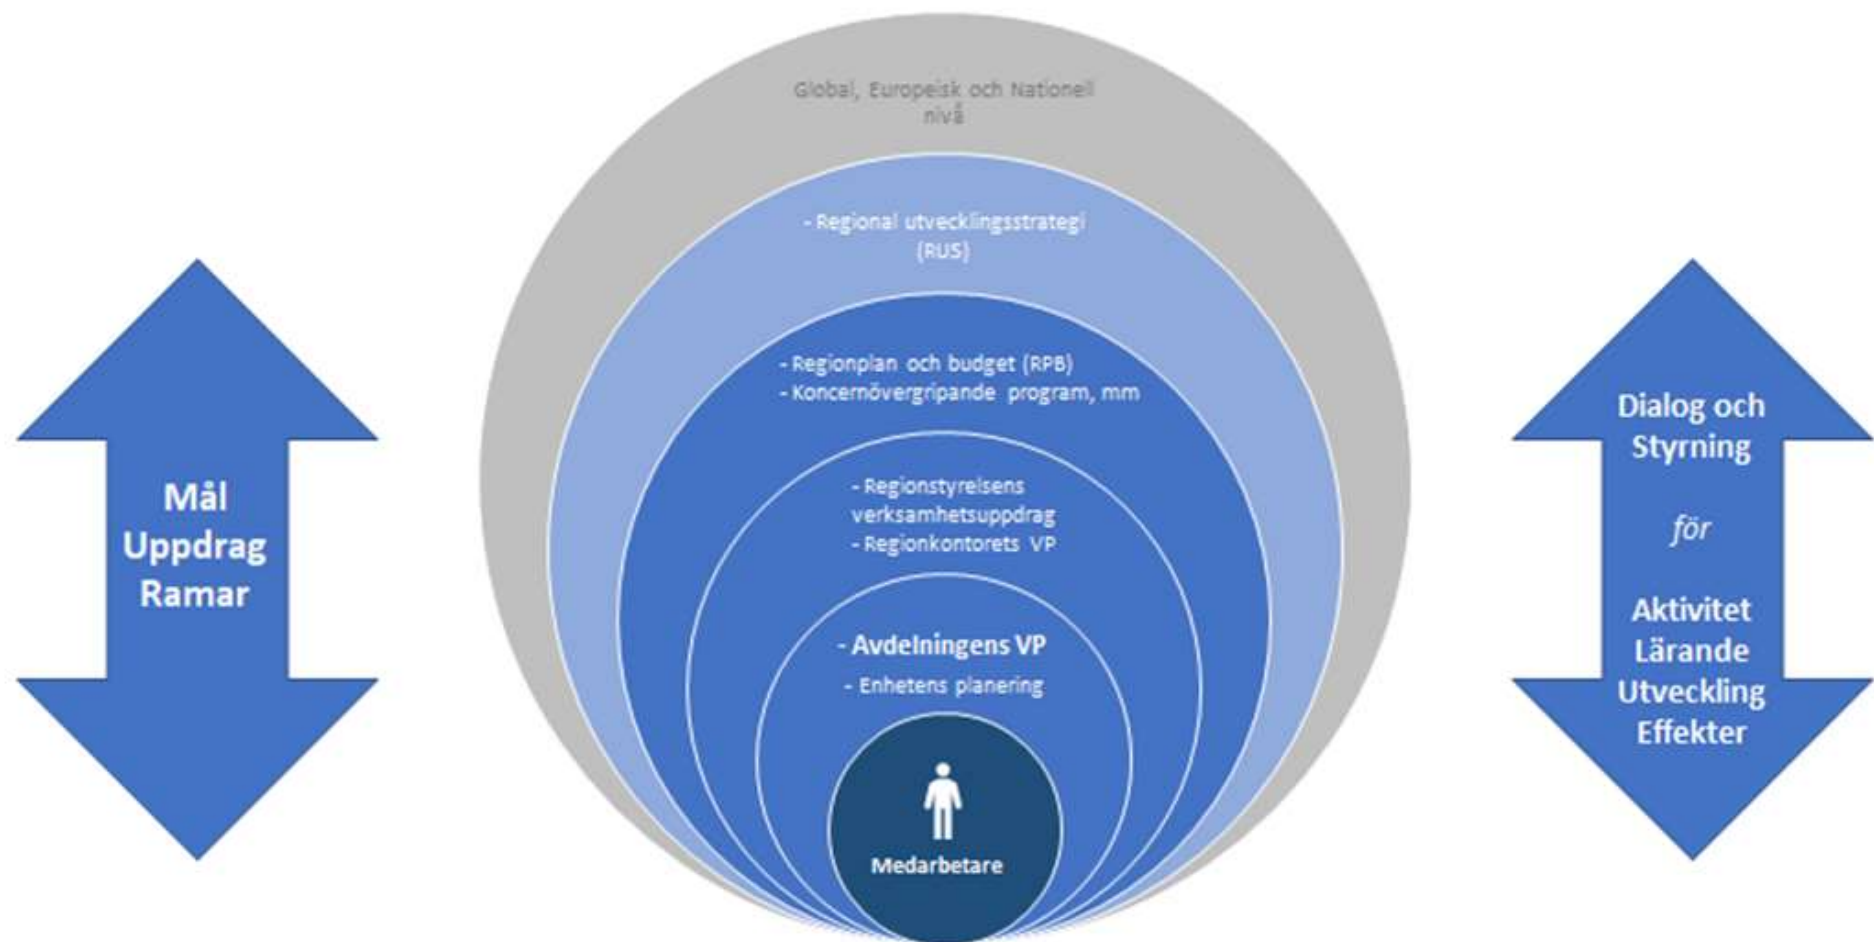 Global, Europeisk och Nationell
nivå
- Regional utvecklingsstrategi
(RUS)
- Regionplan och budget (RPB)
- Koncernövergripande program, mm
- Regionstyrelsens
verksamhetsuppdrag
- Regionkontorets VP
- Avdelningens VP
- Enhetens planering
Medarbetare
Mål
Uppdrag
Ramar
Dialog och
Styrning
för
Aktivitet
Lärande
Utveckling
Effekter